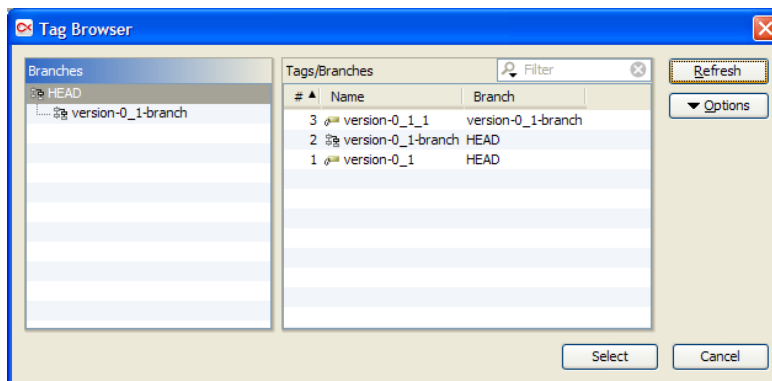 Tag Browser
Branches
HEAD
version-0_1-branch
Tags/Branches
Filter
# Name Branch
3 version-0_1_1 version-0_1-branch
2 version-0_1-branch HEAD
1 version-0_1 HEAD
Refresh
Options
Select
Cancel